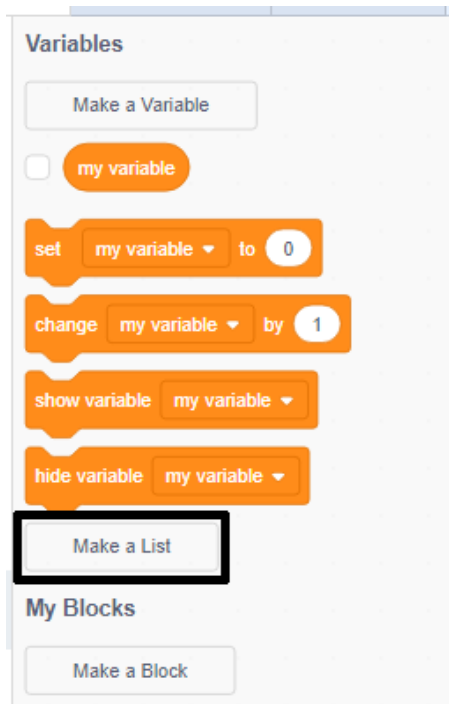 Variables
Make a Variable
my variable
set my variable to 0
change my variable by 1
show variable my variable
hide variable my variable
Make a List
My Blocks
Make a Block